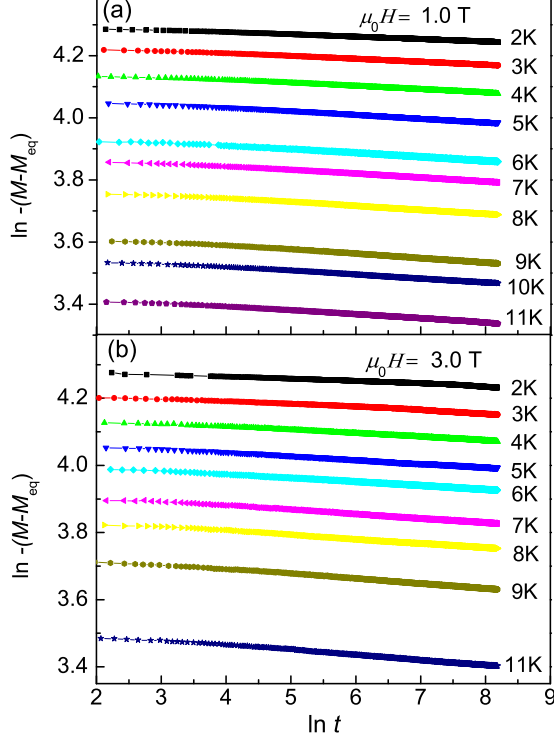 (a)
μ₀H = 1.0 T
2K
3K
4K
5K
6K
7K
8K
9K
10K
11K
4.2
4.0
3.8
3.6
3.4
ln -(M-Meq)
(b)
μ₀H = 3.0 T
2K
3K
4K
5K
6K
7K
8K
9K
11K
4.2
4.0
3.8
3.6
3.4
ln -(M-Meq)
2 3 4 5 6 7 8 9
ln t